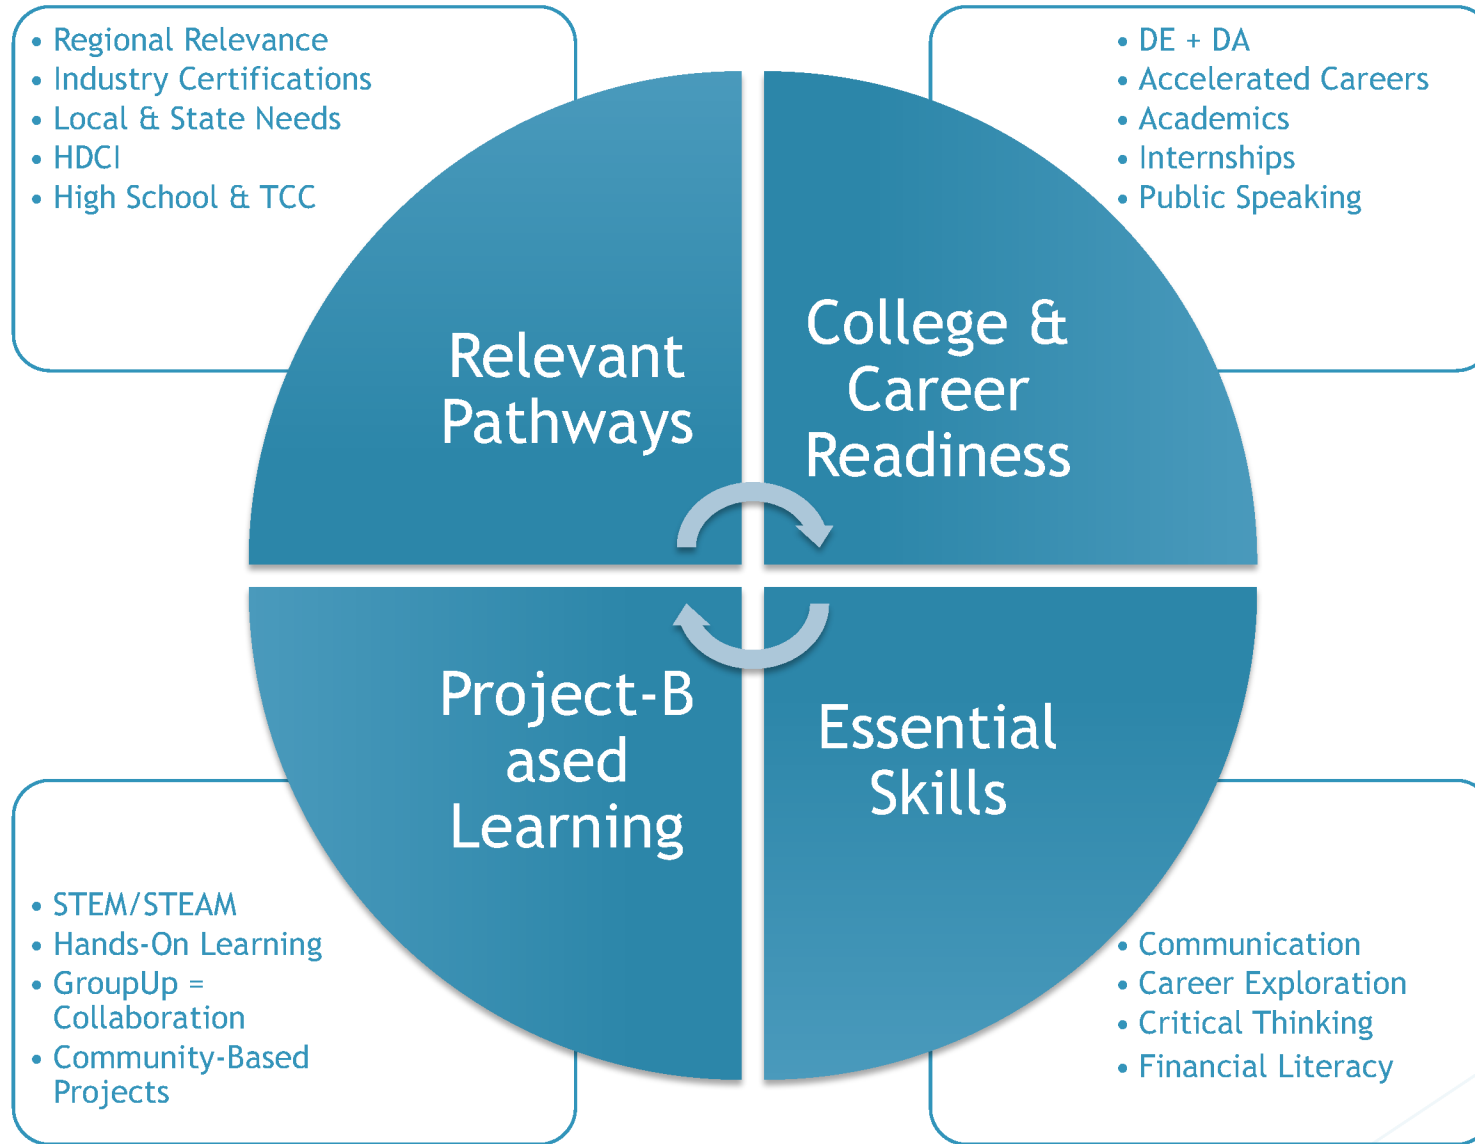 • Regional Relevance
• Industry Certifications
• Local & State Needs
• HDCI
• High School & TCC
• DE + DA
• Accelerated Careers
• Academics
• Internships
• Public Speaking
Relevant
Pathways
College &
Career
Readiness
Project-B
ased
Learning
Essential
Skills
• STEM/STEAM
• Hands-On Learning
• GroupUp =
Collaboration
• Community-Based
Projects
• Communication
• Career Exploration
• Critical Thinking
• Financial Literacy